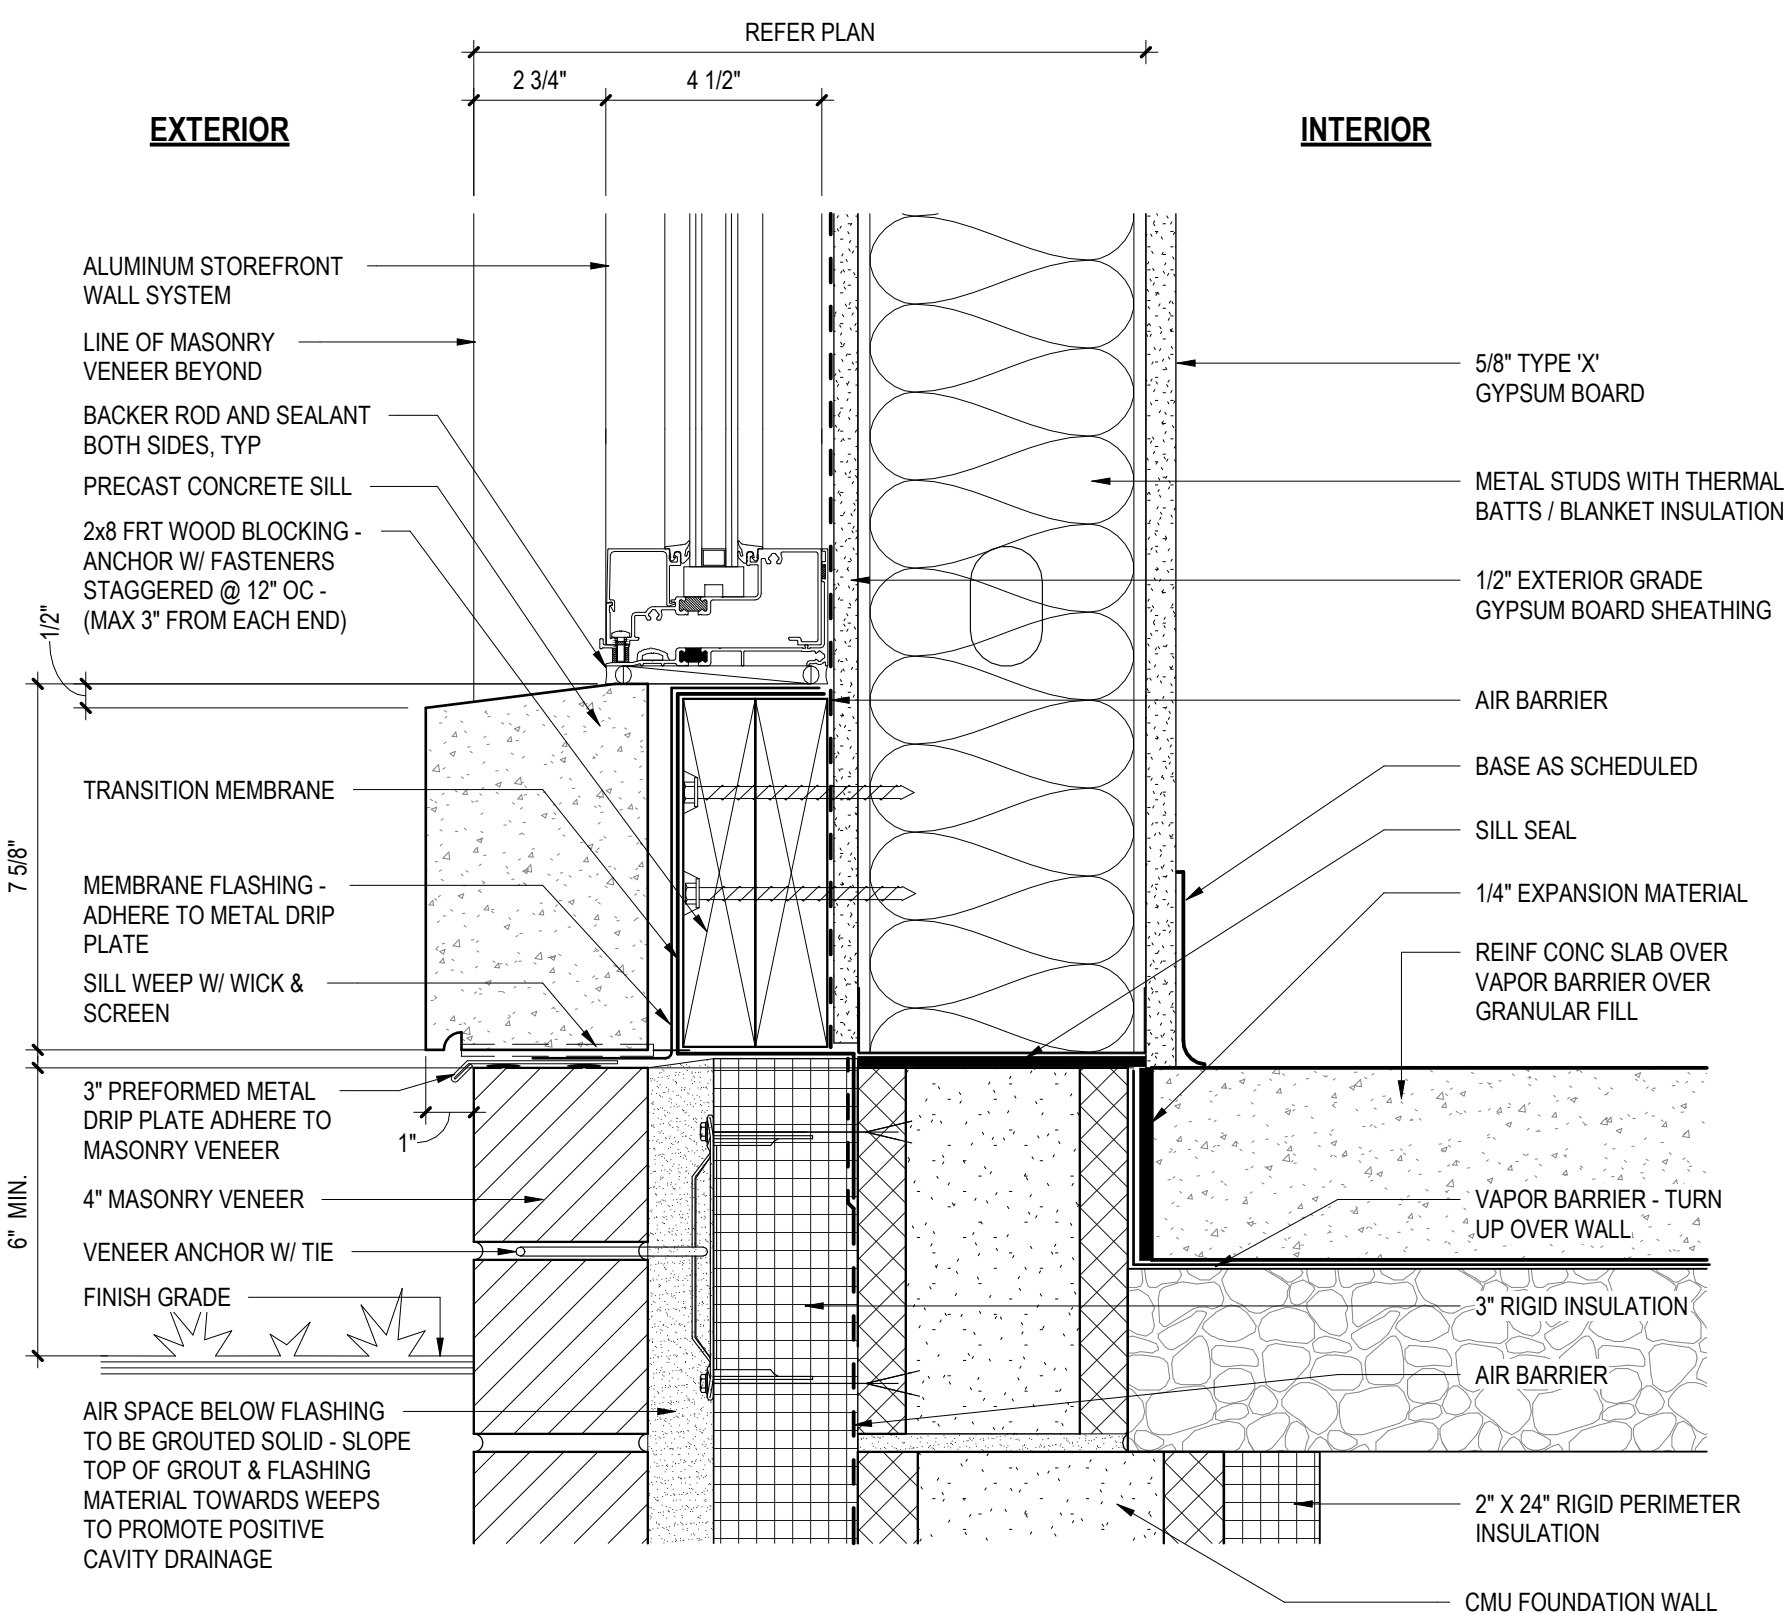 REFER PLAN
2 3/4"
4 1/2"
EXTERIOR
INTERIOR
ALUMINUM STOREFRONT
WALL SYSTEM
LINE OF MASONRY
VENEER BEYOND
BACKER ROD AND SEALANT
BOTH SIDES, TYP
PRECAST CONCRETE SILL
2x8 FRT WOOD BLOCKING -
ANCHOR W/ FASTENERS
STAGGERED @ 12" OC -
(MAX 3" FROM EACH END)
1/2"
7 5/8"
TRANSITION MEMBRANE
MEMBRANE FLASHING -
ADHERE TO METAL DRIP
PLATE
SILL WEEP W/ WICK &
SCREEN
3" PREFORMED METAL
DRIP PLATE ADHERE TO
MASONRY VENEER
1"
6" MIN.
4" MASONRY VENEER
VENEER ANCHOR W/ TIE
FINISH GRADE
AIR SPACE BELOW FLASHING
TO BE GROUTED SOLID - SLOPE
TOP OF GROUT & FLASHING
MATERIAL TOWARDS WEEPS
TO PROMOTE POSITIVE
CAVITY DRAINAGE
5/8" TYPE 'X'
GYPSUM BOARD
METAL STUDS WITH THERMAL
BATTS / BLANKET INSULATION
1/2" EXTERIOR GRADE
GYPSUM BOARD SHEATHING
AIR BARRIER
BASE AS SCHEDULED
SILL SEAL
1/4" EXPANSION MATERIAL
REINF CONC SLAB OVER
VAPOR BARRIER OVER
GRANULAR FILL
VAPOR BARRIER - TURN
UP OVER WALL
3" RIGID INSULATION
AIR BARRIER
2" X 24" RIGID PERIMETER
INSULATION
CMU FOUNDATION WALL